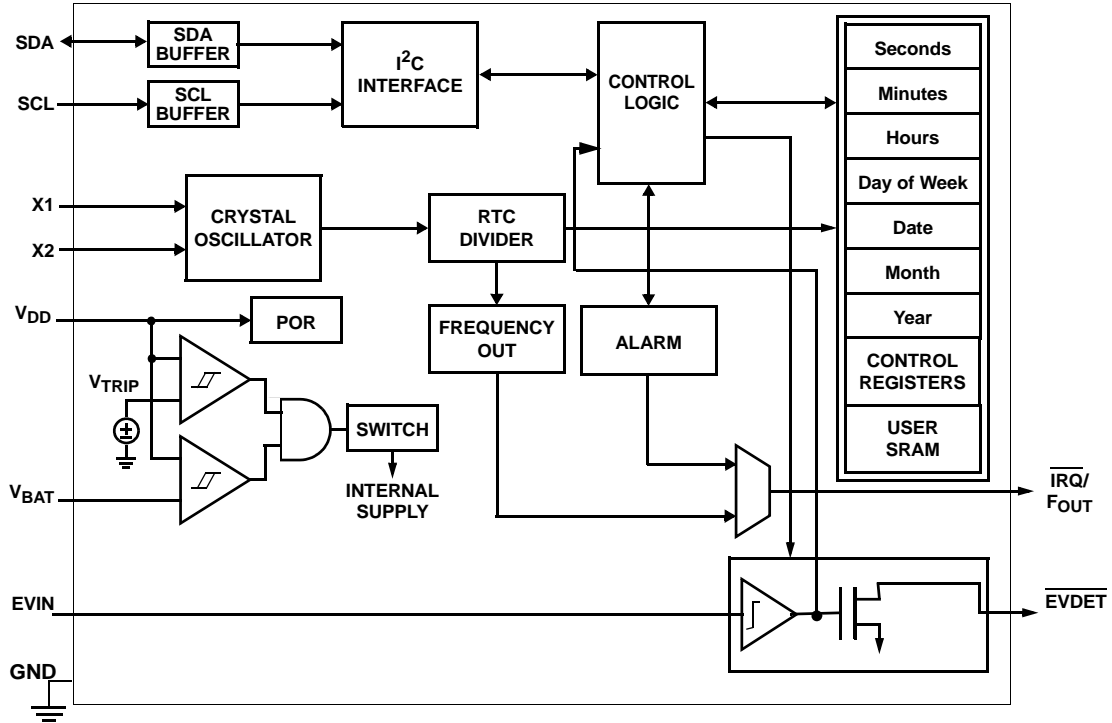 SDA
SDA
BUFFER
SCL
SCL
BUFFER
I²C
INTERFACE
CONTROL
LOGIC
Seconds
Minutes
Hours
Day of Week
Date
Month
Year
CONTROL
REGISTERS
USER
SRAM
X1
X2
CRYSTAL
OSCILLATOR
RTC
DIVIDER
FREQUENCY
OUT
ALARM
VDD
POR
VTRIP
SWITCH
INTERNAL
SUPPLY
VBAT
IRQ/
FOUT
EVIN
EVDET
GND